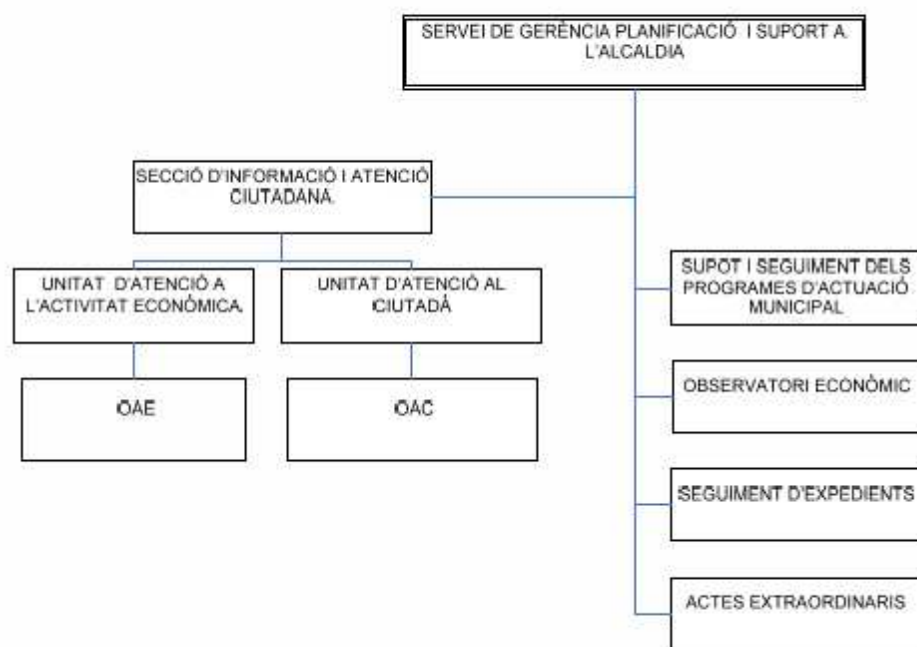 SERVEI DE GERÈNCIA PLANIFICACIÓ I SUPORT A
L'ALCALDIA
SECCIÓ D'INFORMACIÓ I ATENCIÓ
CIUTADANA.
UNITAT D'ATENCIÓ A
L'ACTIVITAT ECONÒMICA.
UNITAT D'ATENCIÓ AL
CIUTADÀ
OAE
OAC
SUPOT I SEGUIMENT DELS
PROGRAMES D'ACTUACIÓ
MUNICIPAL
OBSERVATORI ECONÒMIC
SEGUIMENT D'EXPEDIENTS
ACTES EXTRAORDINARIS